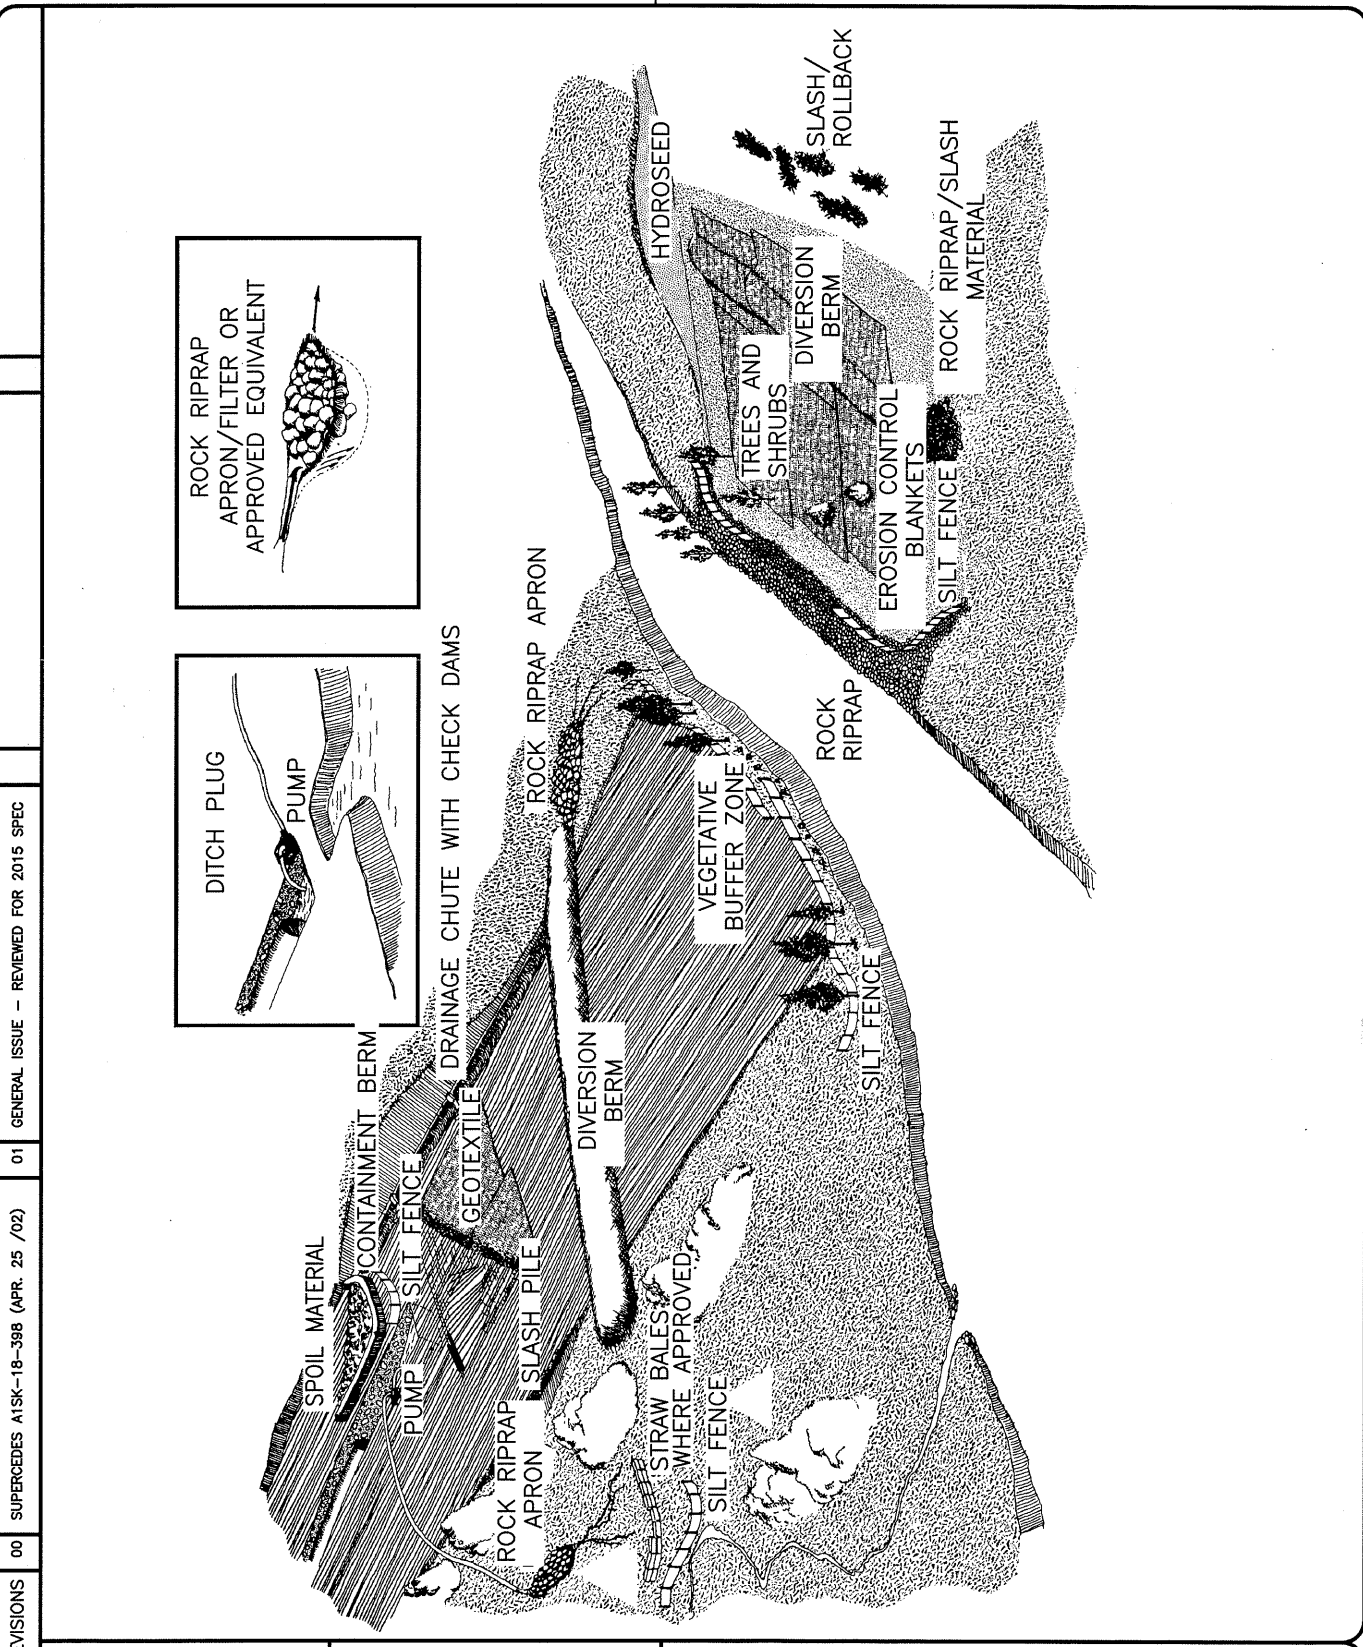 REVISIONS
00
SUPERCEDES A1SK-18-398 (APR. 25 /02)
01
GENERAL ISSUE - REVIEWED FOR 2015 SPEC
DITCH PLUG
PUMP
ROCK RIPRAP
APRON/FILTER OR
APPROVED EQUIVALENT
SPOIL MATERIAL
CONTAINMENT BERM
PUMP
SILT FENCE
DRAINAGE CHUTE WITH CHECK DAMS
GEOTEXTILE
ROCK RIPRAP
APRON
SLASH PILE
ROCK RIPRAP APRON
DIVERSION
BERM
STRAW BALES
WHERE APPROVED
SILT FENCE
VEGETATIVE
BUFFER ZONE
SILT FENCE
ROCK
RIPRAP
HYDROSEED
TREES AND
SHRUBS
DIVERSION
BERM
SLASH/
ROLLBACK
EROSION CONTROL
BLANKETS
SILT FENCE
ROCK RIPRAP/SLASH
MATERIAL